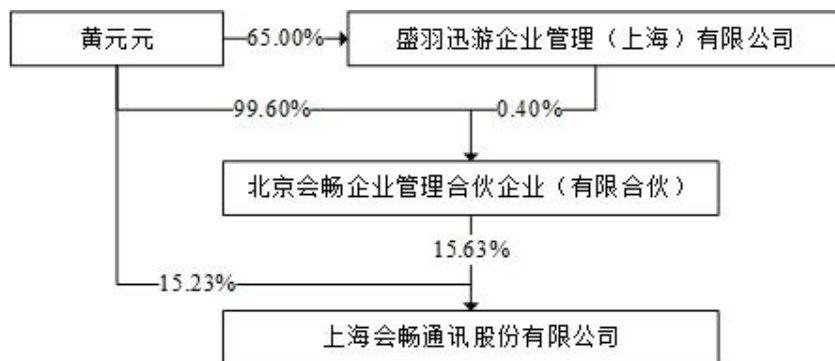 黄元元
65.00%
盛羽迅游企业管理（上海）有限公司
99.60%
0.40%
北京会畅企业管理合伙企业（有限合伙）
15.63%
15.23%
上海会畅通讯股份有限公司